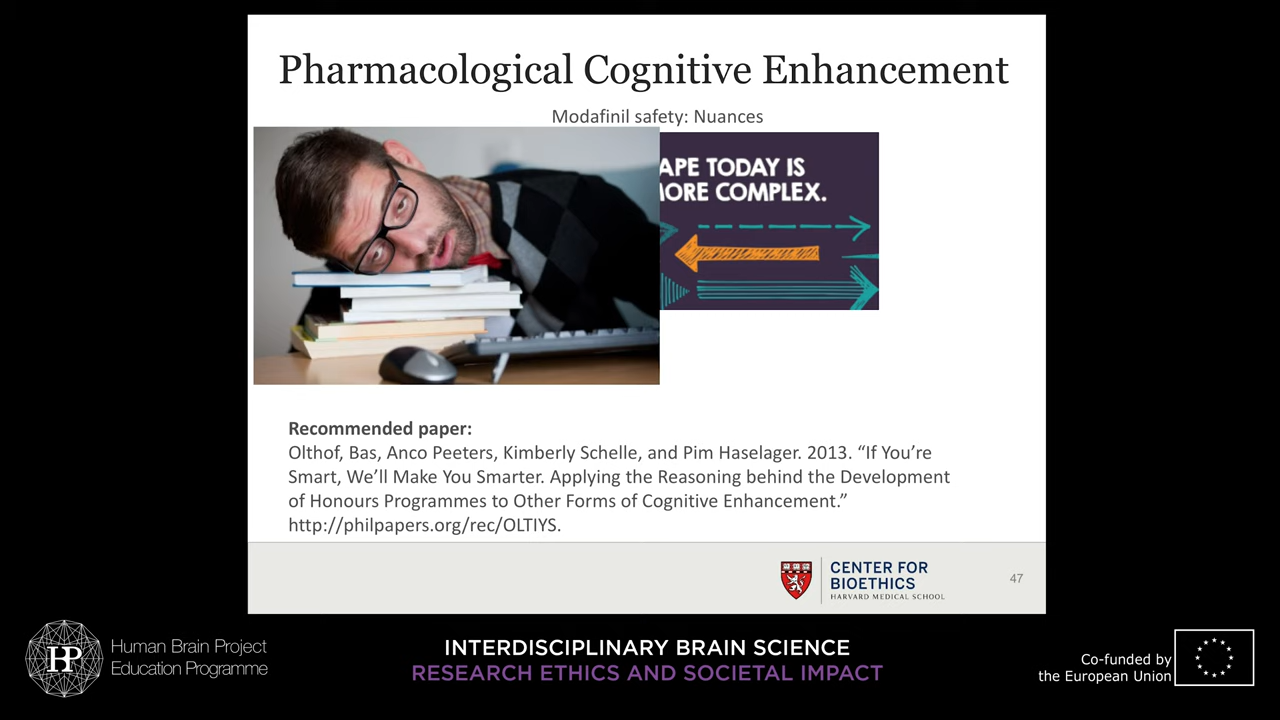 Pharmacological Cognitive Enhancement
Modafinil safety: Nuances
APE TODAY IS
MORE COMPLEX.
Recommended paper:
Olthof, Bas, Anco Peeters, Kimberly Schelle, and Pim Haselager. 2013. “If You’re
Smart, We’ll Make You Smarter. Applying the Reasoning behind the Development
of Honours Programmes to Other Forms of Cognitive Enhancement.”
http://philpapers.org/rec/OLTIYS.
CENTER FOR
BIOETHICS
HARVARD MEDICAL SCHOOL
47
HBP
Human Brain Project
Education Programme
INTERDISCIPLINARY BRAIN SCIENCE
RESEARCH ETHICS AND SOCIETAL IMPACT
Co-funded by
the European Union